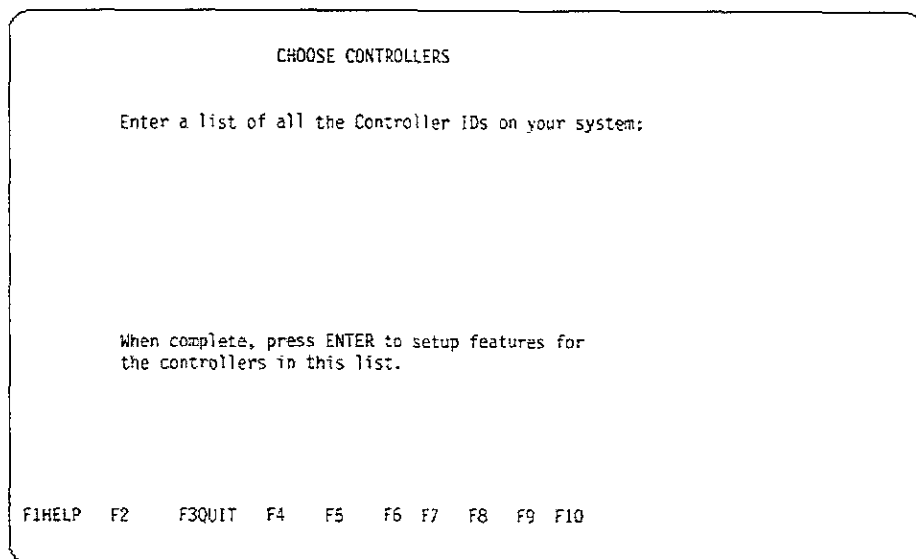 CHOOSE CONTROLLERS
Enter a list of all the Controller IDs on your system:
When complete, press ENTER to setup features for
the controllers in this list.
F1HELP F2 F3QUIT F4 F5 F6 F7 F8 F9 F10